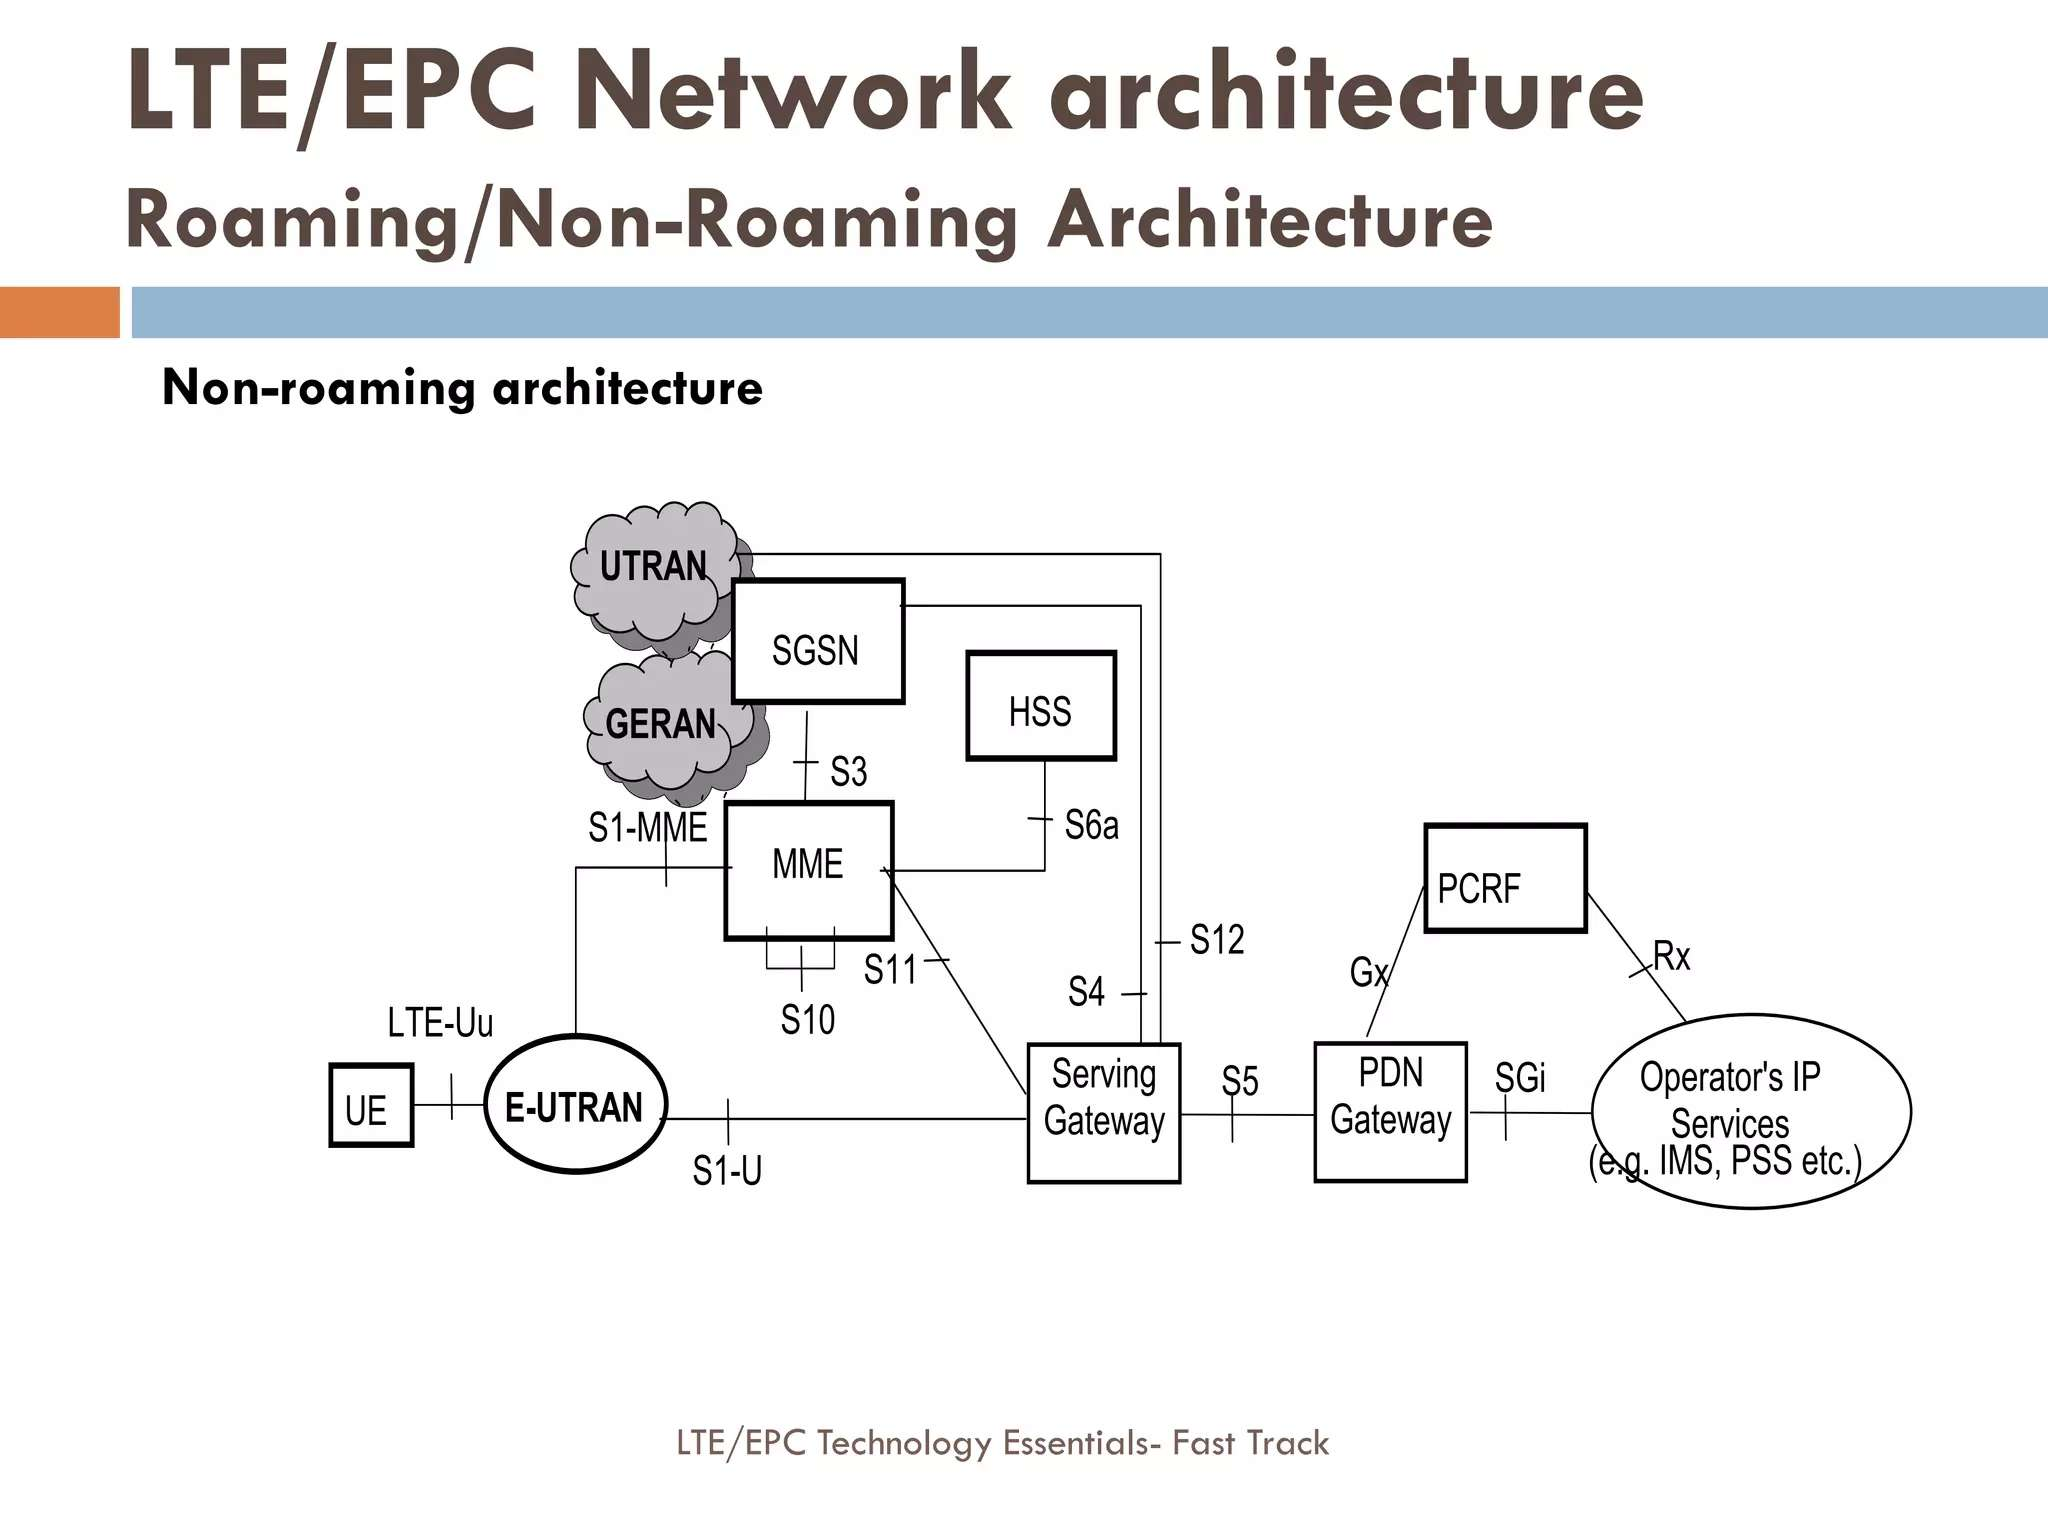 LTE/EPC Network architecture
Roaming/Non-Roaming Architecture
Non-roaming architecture
UTRAN
SGSN
HSS
GERAN
S3
S1-MME
S6a
MME
PCRF
S12
Rx
S11
Gx
S4
S10
LTE-Uu
Serving
Gateway
S5
PDN
Gateway
SGi
Operator's IP
Services
(e.g. IMS, PSS etc.)
UE
E-UTRAN
S1-U
LTE/EPC Technology Essentials- Fast Track